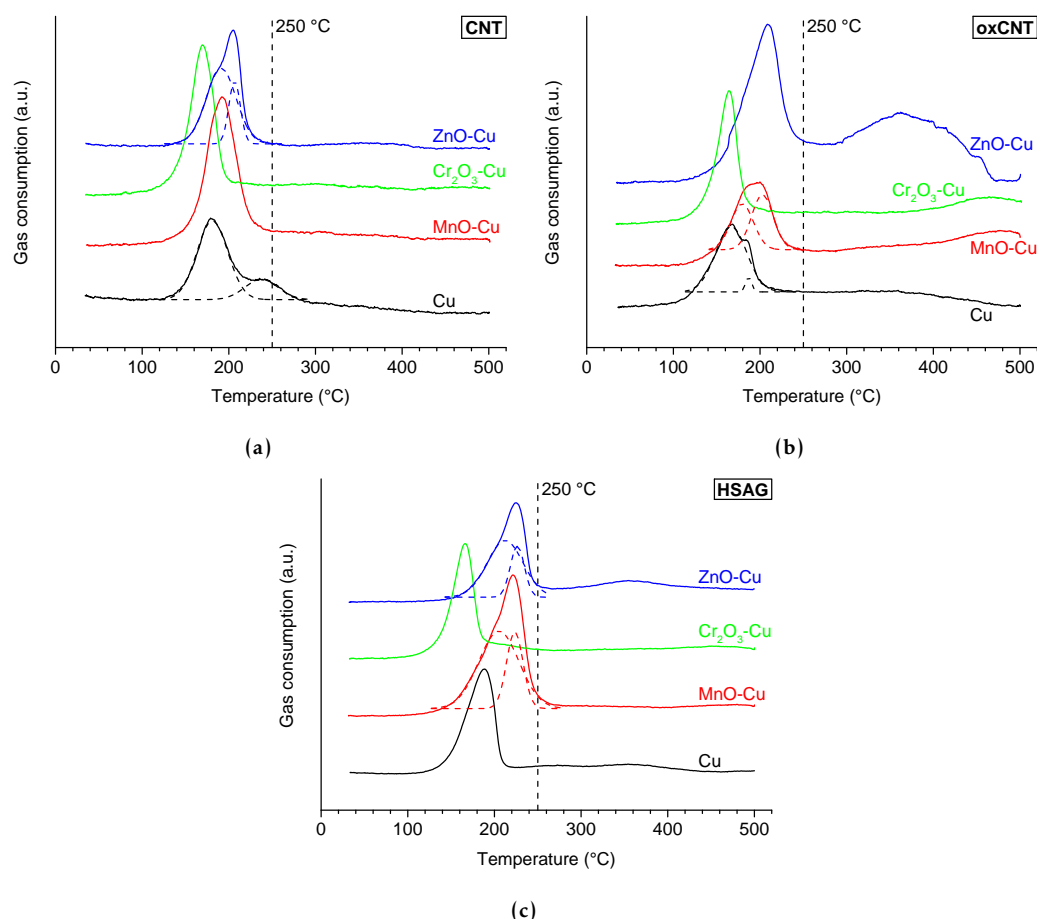 250 °C
CNT
Gas consumption (a.u.)
ZnO-Cu
Cr₂O₃-Cu
MnO-Cu
Cu
0 100 200 300 400 500
Temperature (°C)
(a)
250 °C
oxCNT
Gas consumption (a.u.)
ZnO-Cu
Cr₂O₃-Cu
MnO-Cu
Cu
0 100 200 300 400 500
Temperature (°C)
(b)
250 °C
HSAG
Gas consumption (a.u.)
ZnO-Cu
Cr₂O₃-Cu
MnO-Cu
Cu
0 100 200 300 400 500
Temperature (°C)
(c)